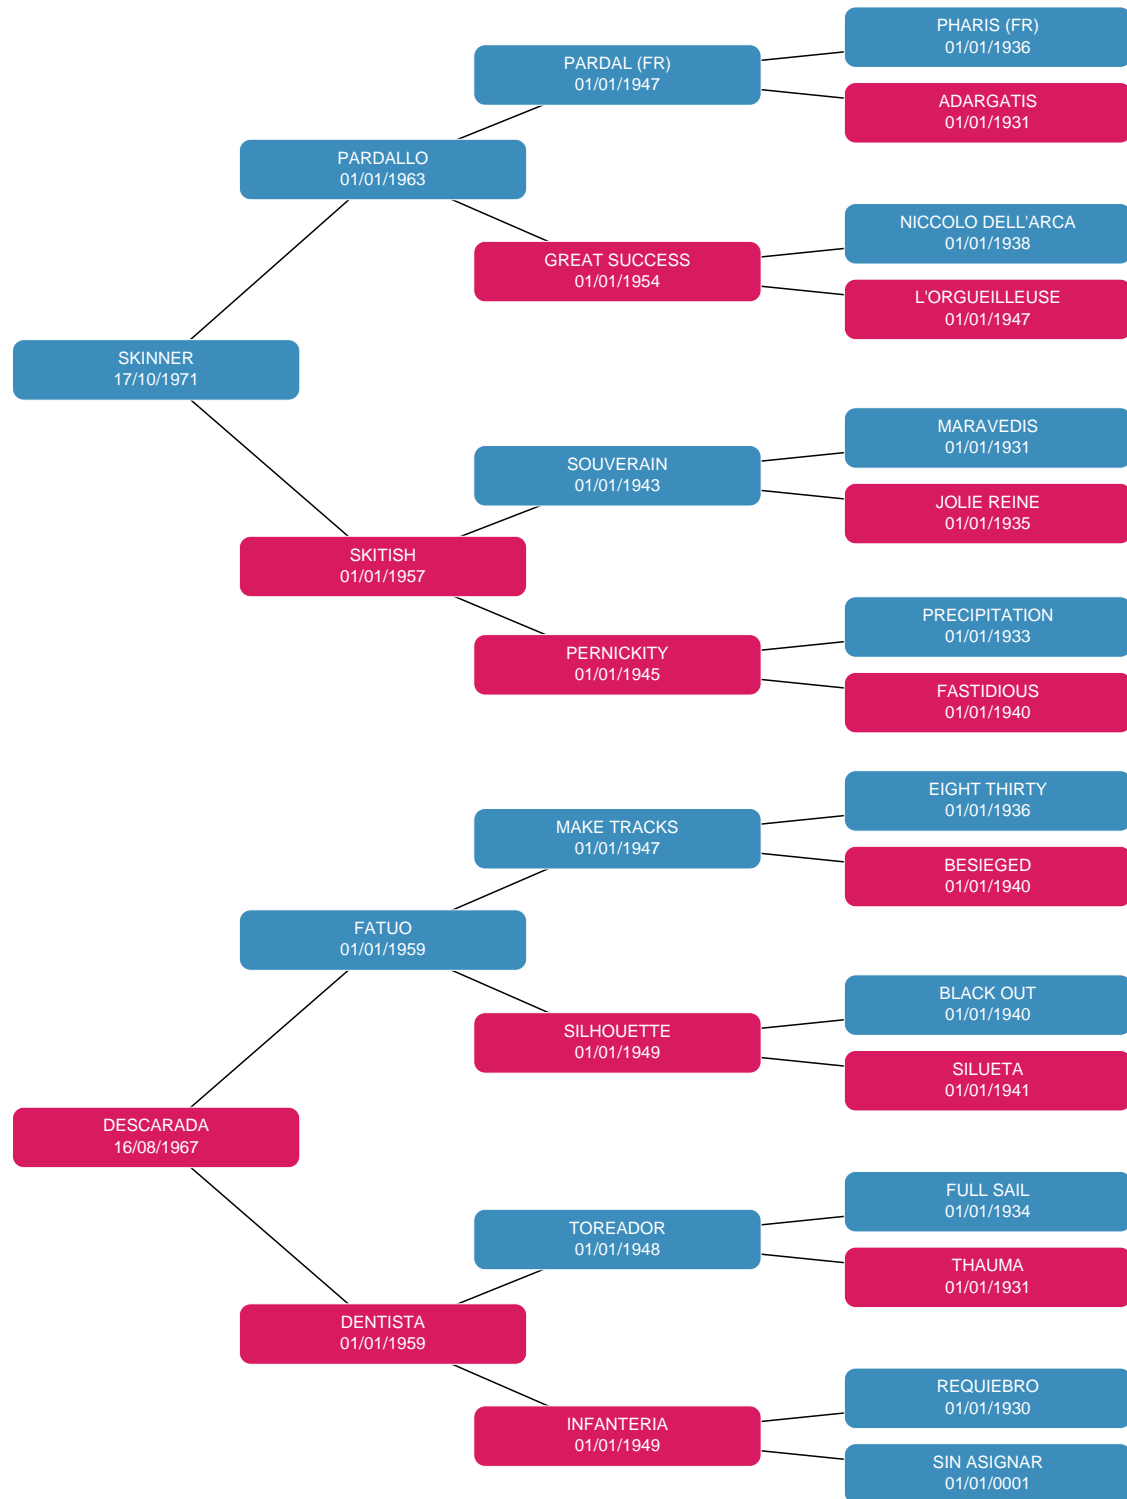 PHARIS (FR)
01/01/1936
PARDAL (FR)
01/01/1947
ADARGATIS
01/01/1931
PARDALLO
01/01/1963
NICCOLO DELL'ARCA
01/01/1938
GREAT SUCCESS
01/01/1954
L'ORGUEILLEUSE
01/01/1947
SKINNER
17/10/1971
MARAVEDIS
01/01/1931
SOUVERAIN
01/01/1943
JOLIE REINE
01/01/1935
SKITISH
01/01/1957
PRECIPITATION
01/01/1933
PERNICKITY
01/01/1945
FASTIDIOUS
01/01/1940
EIGHT THIRTY
01/01/1936
MAKE TRACKS
01/01/1947
BESIEGED
01/01/1940
FATUO
01/01/1959
BLACK OUT
01/01/1940
SILHOUETTE
01/01/1949
SILUETA
01/01/1941
DESCARADA
16/08/1967
FULL SAIL
01/01/1934
TOREADOR
01/01/1948
THAUMA
01/01/1931
DENTISTA
01/01/1959
REQUIEBRO
01/01/1930
INFANTERIA
01/01/1949
SIN ASIGNAR
01/01/0001